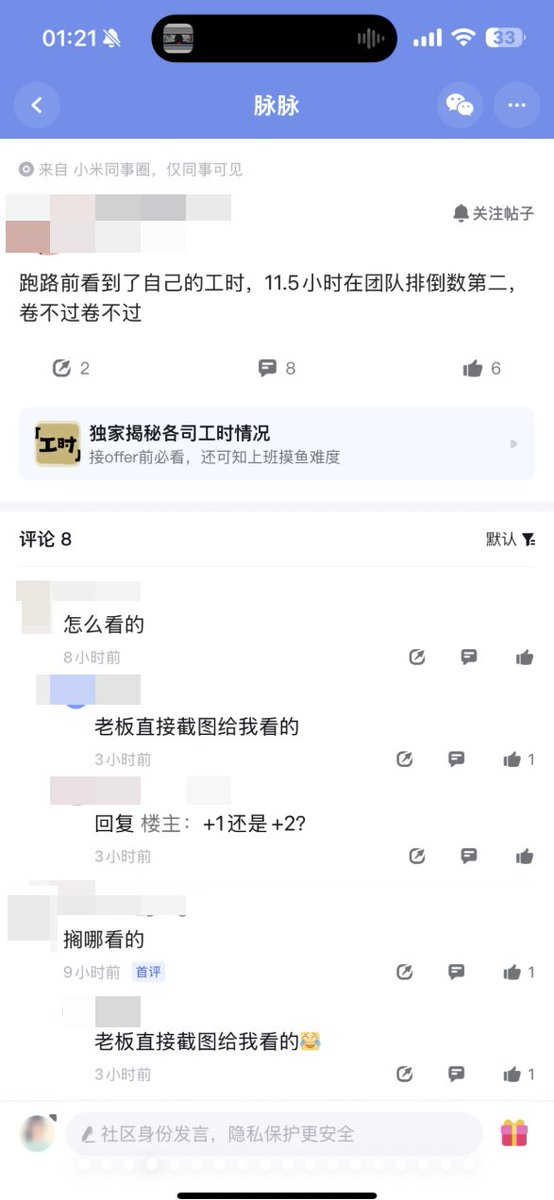 01:21
33
脉脉
来自 小米同事圈，仅同事可见
关注帖子
跑路前看到了自己的工时，11.5小时在团队排倒数第二，
卷不过卷不过
2
8
6
「工时」
独家揭秘各司工时情况
接offer前必看，还可知上班摸鱼难度
评论 8
默认
怎么看的
8小时前
老板直接截图给我看的
3小时前
1
回复 楼主：+1还是+2?
3小时前
搁哪看的
9小时前
首评
1
老板直接截图给我看的😂
3小时前
1
社区身份发言，隐私保护更安全